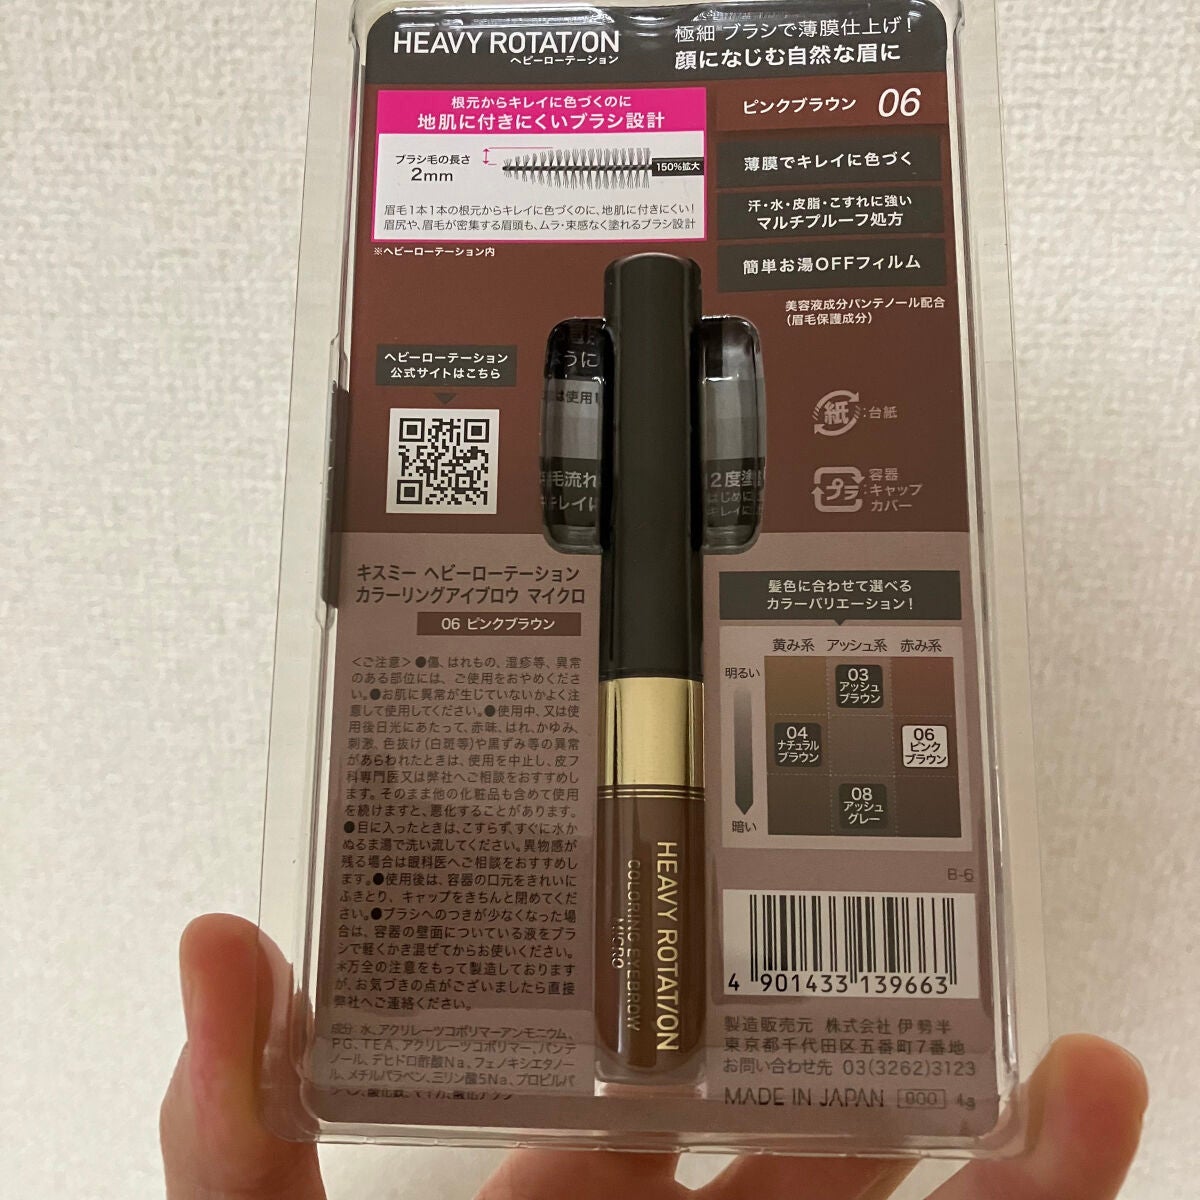 HEAVY ROTATION
ヘビーローテーション
極細 ブラシで薄膜仕上げ!
顔になじむ自然な眉に
根元からキレイに色づくのに
地肌に付きにくいブラシ設計
ブラシ毛の長さ
2mm
150%拡大
眉毛1本1本の根元からキレイに色づくのに、地肌に付きにくい!
眉尻や、眉毛が密集する眉頭も、ムラ・束感なく塗れるブラシ設計
※ヘビーローテーション内
ピンクブラウン 06
薄膜でキレイに色づく
汗・水・皮脂・こすれに強い
マルチプルーフ処方
簡単お湯OFFフィルム
美容液成分パンテノール配合
(眉毛保護成分)
ヘビーローテーション
公式サイトはこちら
ように
は使用
毛流れ
キレイに
2度塗
はじめに
キレイに
紙:台紙
プラ:容器
キャップ
カバー
キスミー ヘビーローテーション
カラーリングアイブロウ マイクロ
06 ピンクブラウン
<ご注意>●傷、はれもの、湿疹等、異常
のある部位には、ご使用をおやめくださ
い。●お肌に異常が生じていないかよく注
意して使用してください。●使用中、又は使
用後日光にあたって、赤味、はれ、かゆみ、
刺激、色抜け(白斑等)や黒ずみ等の異常
があらわれたときは、使用を中止し、皮フ
科専門医又は弊社へご相談をおすすめし
ます。そのまま他の化粧品も含めて使用
を続けますと、悪化することがあります。
●目に入ったときは、こすらず、すぐに水か
ぬるま湯で洗い流してください。異物感が
残る場合は眼科医へご相談をおすすめし
ます。●使用後は、容器の口元をきれいに
ふきとり、キャップをきちんと閉めてくだ
さい。●ブラシへのつきが少なくなった場
合は、容器の壁面についている液をブラ
シで軽くかき混ぜてからお使いください。
*万全の注意をもって製造しております
が、お気づきの点がございましたら直接
弊社へご連絡ください。
成分:水、アクリレーツコポリマーアンモニウム、
PG、TEA、アクリレーツコポリマー、パンテ
ノール、デヒドロ酢酸Na、フェノキシエタノー
ル、メチルパラベン、ミリン酸5Na、プロピルパ
ラベン、酸化鉄、マイカ、酸化チタン
髪色に合わせて選べる
カラーバリエーション!
黄み系 アッシュ系 赤み系
明るい
03
アッシュ
ブラウン
04
ナチュラル
ブラウン
06
ピンク
ブラウン
08
アッシュ
グレー
暗い
B-6
4 901433 139663
製造販売元 株式会社 伊勢半
東京都千代田区五番町7番地
お問い合わせ先 03(3262)3123
MADE IN JAPAN 900 4g
HEAVY ROTATION
COLORING EYEBROW
MICRO